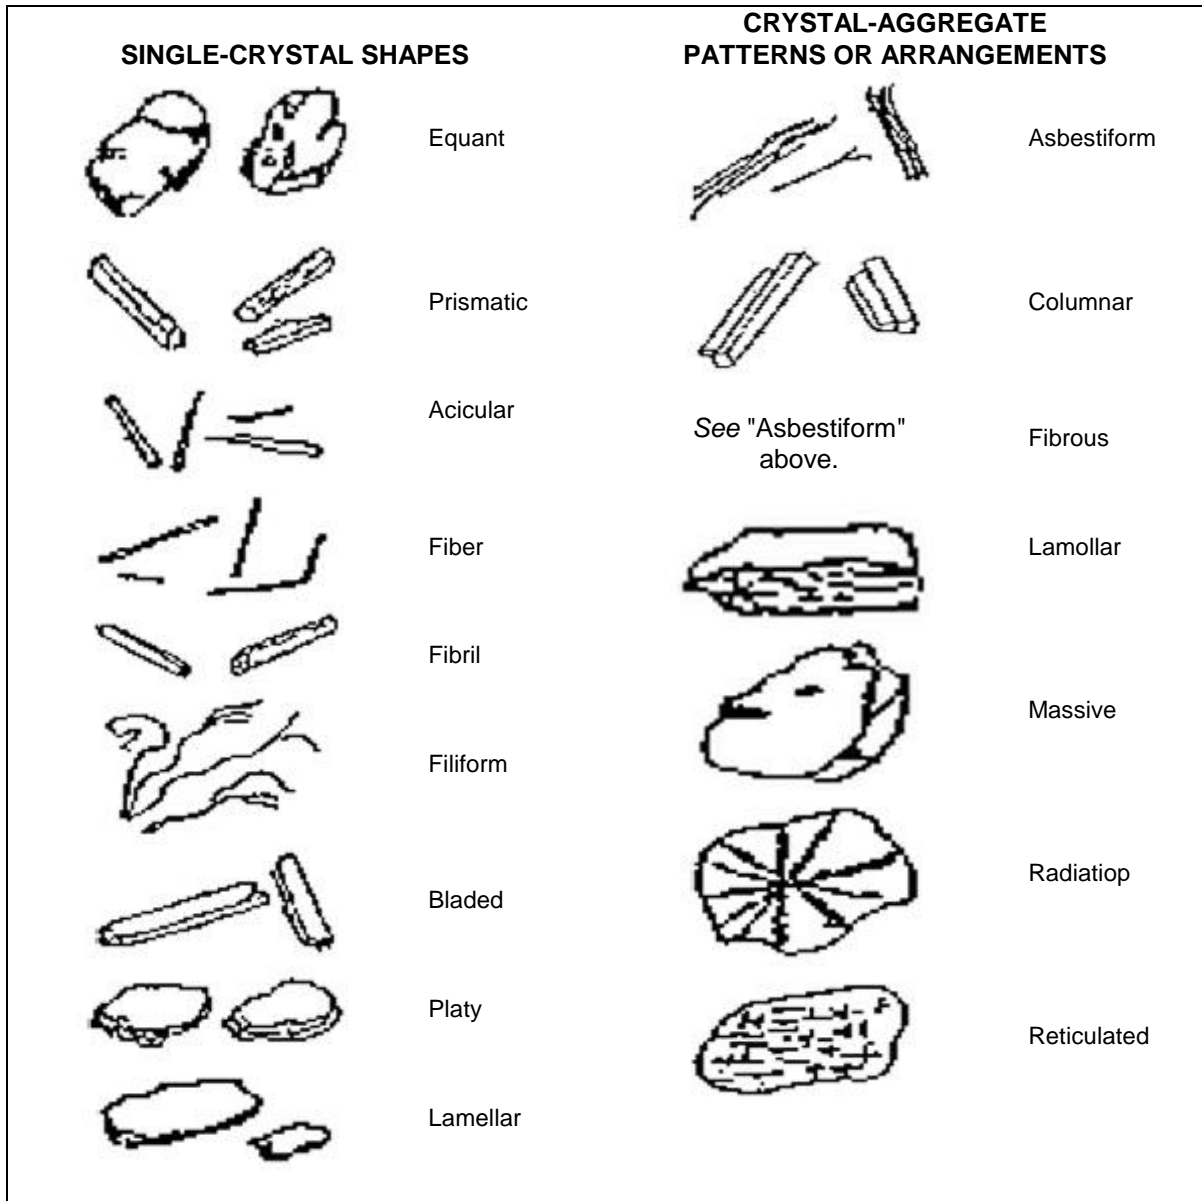 SINGLE-CRYSTAL SHAPES
Equant
Prismatic
Acicular
Fiber
Fibril
Filiform
Bladed
Platy
Lamellar
CRYSTAL-AGGREGATE
PATTERNS OR ARRANGEMENTS
Asbestiform
Columnar
See "Asbestiform"
above.
Fibrous
Lamollar
Massive
Radiatiop
Reticulated